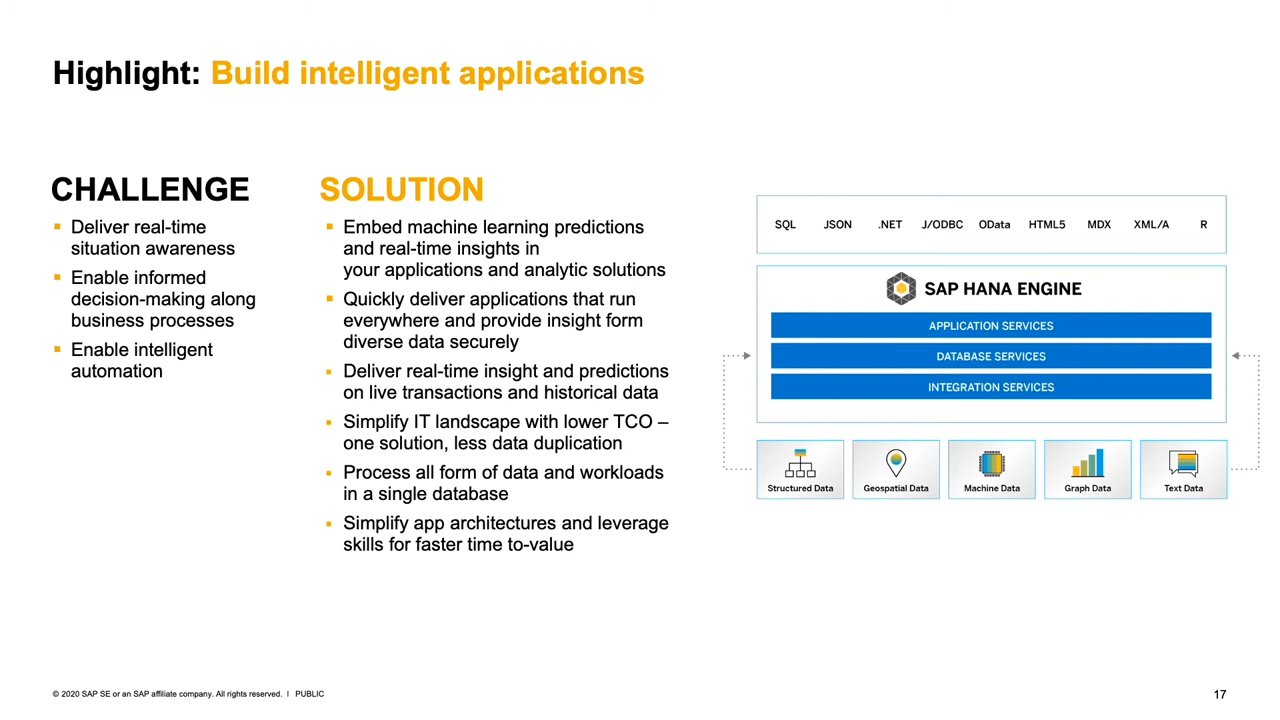 Highlight: Build intelligent applications
CHALLENGE
▪ Deliver real-time
situation awareness
▪ Enable informed
decision-making along
business processes
▪ Enable intelligent
automation
SOLUTION
▪ Embed machine learning predictions
and real-time insights in
your applications and analytic solutions
▪ Quickly deliver applications that run
everywhere and provide insight form
diverse data securely
▪ Deliver real-time insight and predictions
on live transactions and historical data
▪ Simplify IT landscape with lower TCO –
one solution, less data duplication
▪ Process all form of data and workloads
in a single database
▪ Simplify app architectures and leverage
skills for faster time to-value
SQL JSON .NET J/ODBC OData HTML5 MDX XML/A R
SAP HANA ENGINE
APPLICATION SERVICES
DATABASE SERVICES
INTEGRATION SERVICES
Structured Data Geospatial Data Machine Data Graph Data Text Data
© 2020 SAP SE or an SAP affiliate company. All rights reserved. I PUBLIC
17